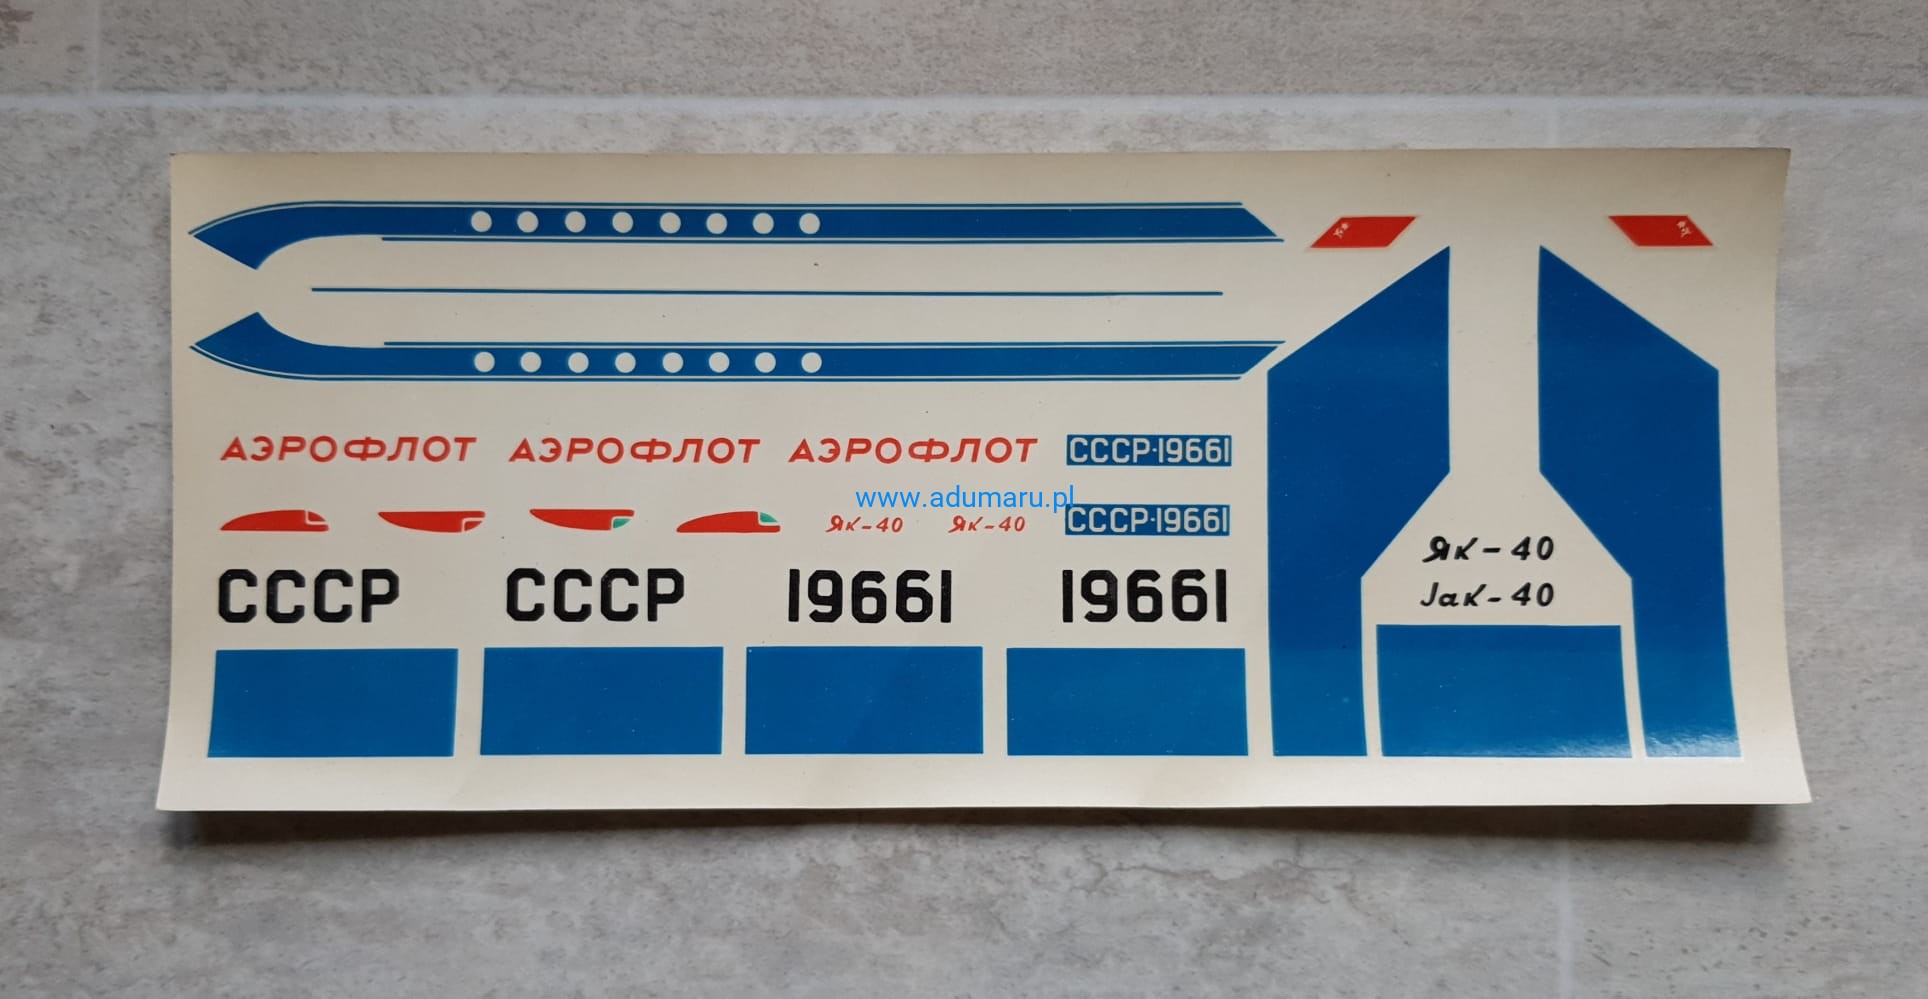 АЭРОФЛОТ АЭРОФЛОТ АЭРОФЛОТ СССР-19661
www.adumaru.pl
Як-40 Як-40 СССР-19661
СССР СССР 19661 19661
Як-40
Jak-40